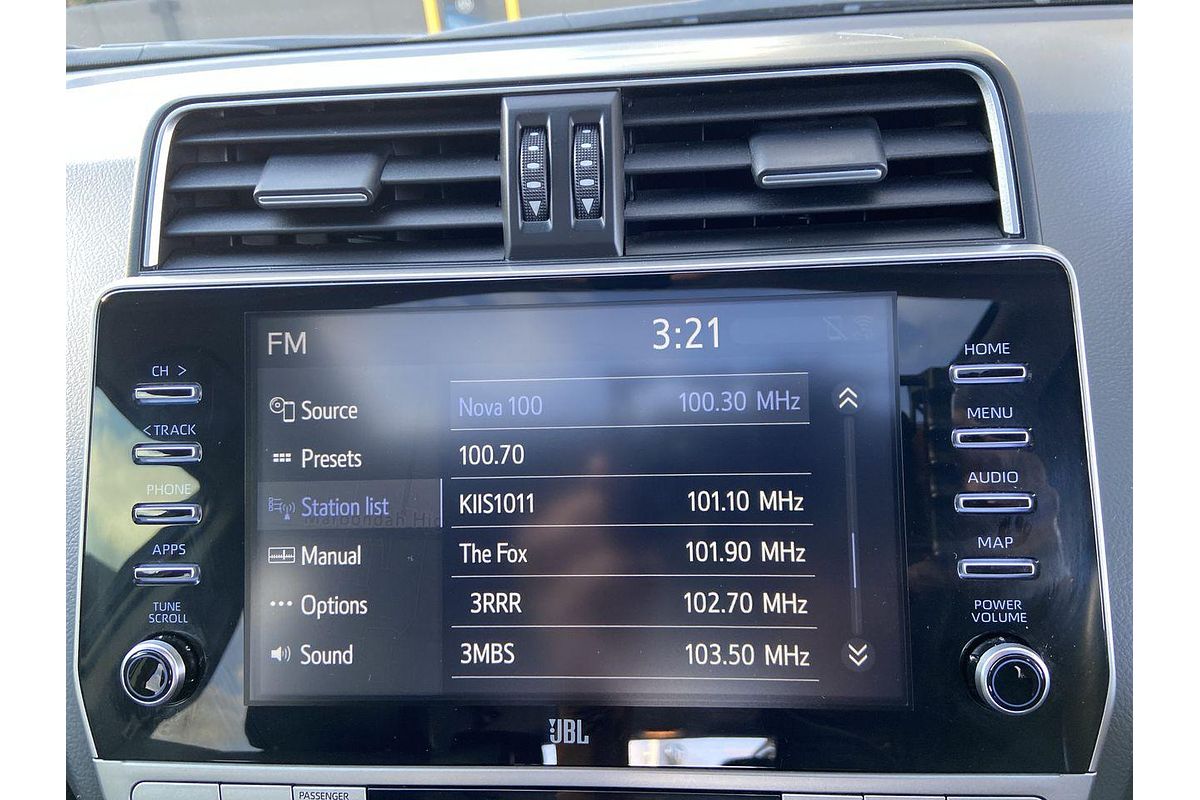 FM
3:21
CH >
< TRACK
PHONE
APPS
TUNE
SCROLL
Source
Presets
Station list
Manual
Options
Sound
Nova 100 100.30 MHz
100.70
KIIS1011 101.10 MHz
The Fox 101.90 MHz
3RRR 102.70 MHz
3MBS 103.50 MHz
HOME
MENU
AUDIO
MAP
POWER
VOLUME
JBL
PASSENGER